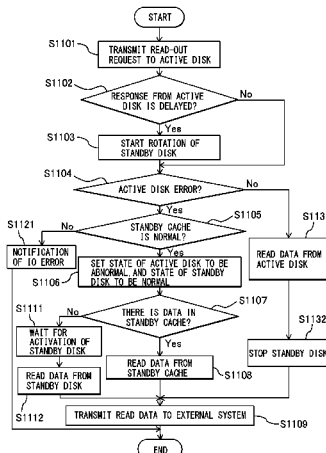 START
S1101
TRANSMIT READ-OUT
REQUEST TO ACTIVE DISK
S1102
RESPONSE FROM ACTIVE
DISK IS DELAYED?
No
Yes
S1103
START ROTATION OF
STANDBY DISK
S1104
ACTIVE DISK ERROR?
No
Yes
S1105
S1121
No
STANDBY CACHE
IS NORMAL?
S113
NOTIFICATION
OF IO ERROR
Yes
READ DATA FROM
ACTIVE DISK
S1106
SET STATE OF ACTIVE DISK TO BE
ABNORMAL, AND STATE OF STANDBY
DISK TO BE NORMAL
S1107
S1111
No
THERE IS DATA IN
STANDBY CACHE?
S1132
WAIT FOR
ACTIVATION OF
STANDBY DISK
Yes
STOP STANDBY DISK
READ DATA FROM
STANDBY CACHE
S1108
READ DATA FROM
STANDBY DISK
S1112
TRANSMIT READ DATA TO EXTERNAL SYSTEM
S1109
END